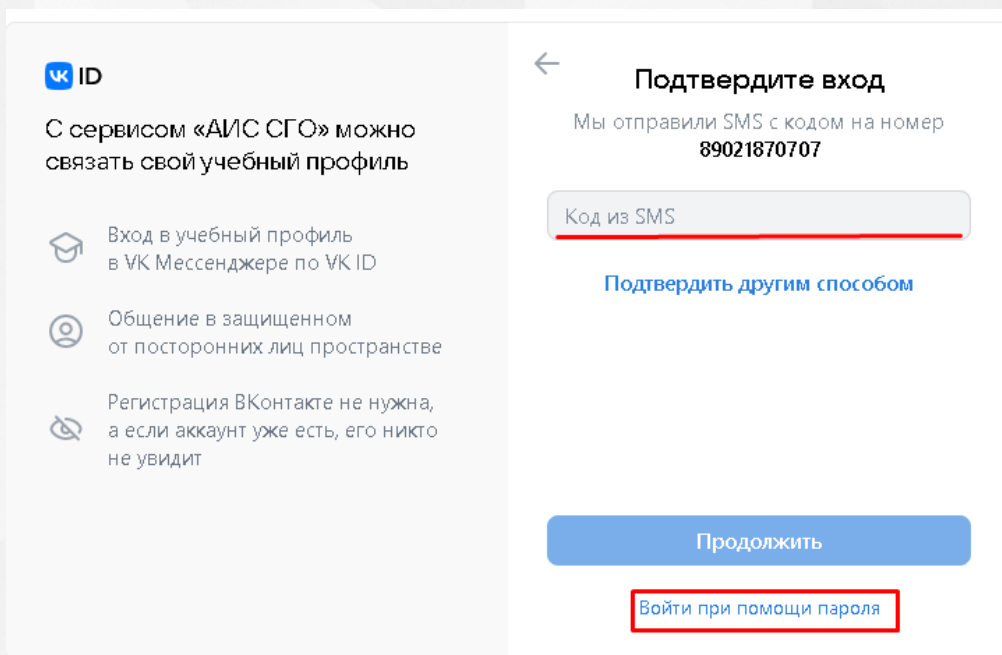 VK ID
С сервисом «АИС СГО» можно
связать свой учебный профиль
Вход в учебный профиль
в VK Мессенджере по VK ID
Общение в защищенном
от посторонних лиц пространстве
Регистрация ВКонтакте не нужна,
а если аккаунт уже есть, его никто
не увидит
Подтвердите вход
Мы отправили SMS с кодом на номер
89021870707
Код из SMS
Подтвердить другим способом
Продолжить
Войти при помощи пароля